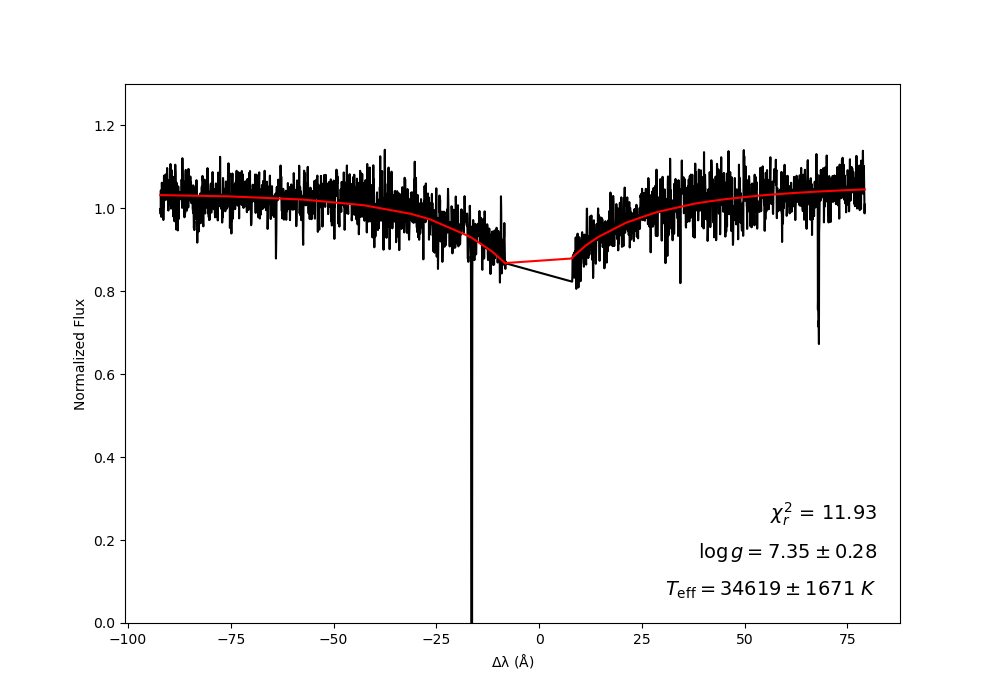 1.2
1.0
0.8
0.6
0.4
0.2
0.0
Normalized Flux
χ²ᵣ = 11.93
log g = 7.35 ± 0.28
T_eff = 34619 ± 1671 K
−100 −75 −50 −25 0 25 50 75
Δλ (Å)